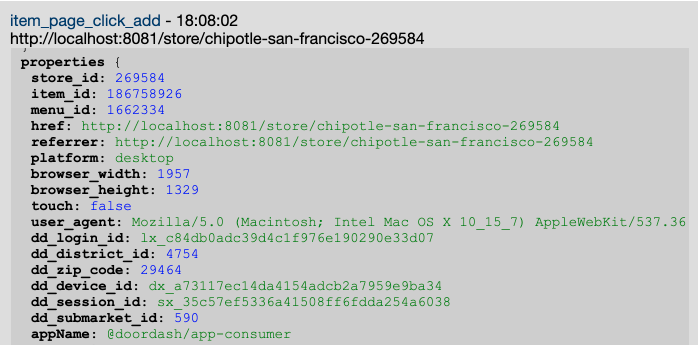 item_page_click_add - 18:08:02
http://localhost:8081/store/chipotle-san-francisco-269584
properties {
store_id: 269584
item_id: 186758926
menu_id: 1662334
href: http://localhost:8081/store/chipotle-san-francisco-269584
referrer: http://localhost:8081/store/chipotle-san-francisco-269584
platform: desktop
browser_width: 1957
browser_height: 1329
touch: false
user_agent: Mozilla/5.0 (Macintosh; Intel Mac OS X 10_15_7) AppleWebKit/537.36
dd_login_id: lx_c84db0adc39d4c1f976e190290e33d07
dd_district_id: 4754
dd_zip_code: 29464
dd_device_id: dx_a73117ec14da4154adcb2a7959e9ba34
dd_session_id: sx_35c57ef5336a41508ff6fdda254a6038
dd_submarket_id: 590
appName: @doordash/app-consumer